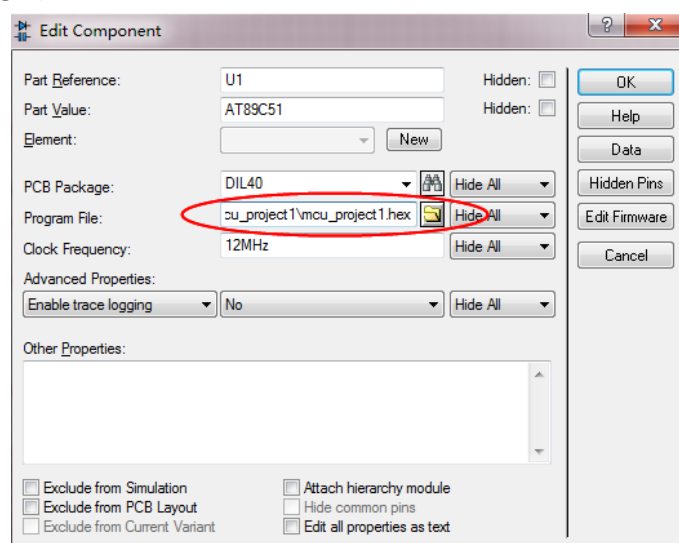 Edit Component
Part Reference: U1 Hidden: OK
Part Value: AT89C51 Hidden: Help
Element: New Data
PCB Package: DIL40 Hide All Hidden Pins
Program File: cu_project1\mcu_project1.hex Hide All Edit Firmware
Clock Frequency: 12MHz Hide All Cancel
Advanced Properties:
Enable trace logging No Hide All
Other Properties:
Exclude from Simulation Attach hierarchy module
Exclude from PCB Layout Hide common pins
Exclude from Current Variant Edit all properties as text